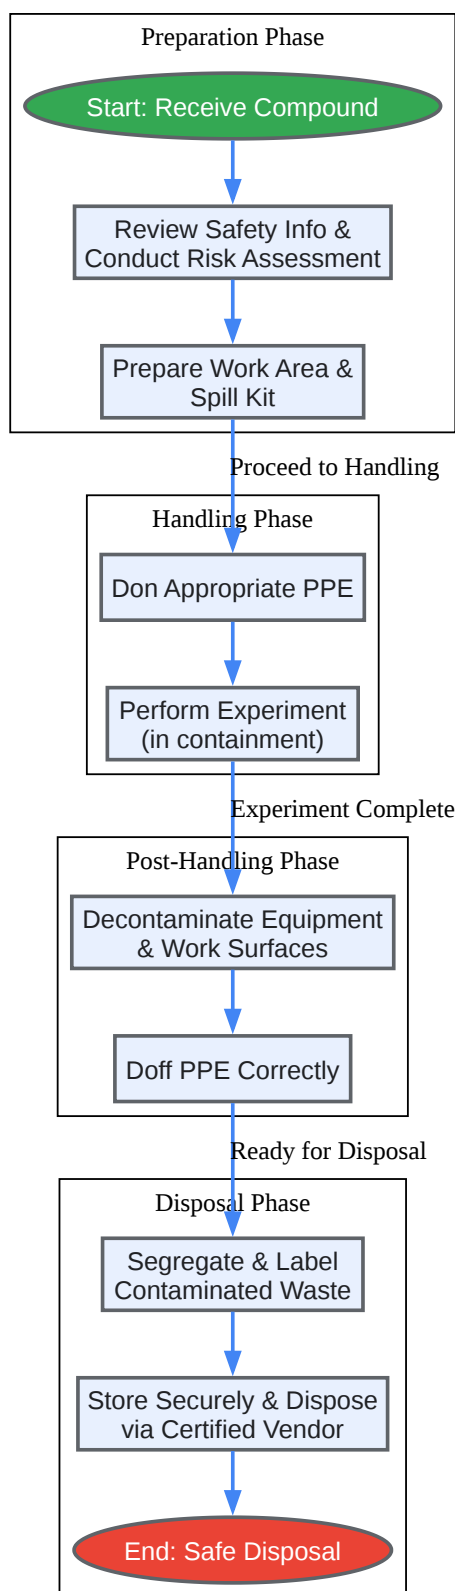 Preparation Phase
Start: Receive Compound
Review Safety Info &
Conduct Risk Assessment
Prepare Work Area &
Spill Kit
Proceed to Handling
Handling Phase
Don Appropriate PPE
Perform Experiment
(in containment)
Experiment Complete
Post-Handling Phase
Decontaminate Equipment
& Work Surfaces
Doff PPE Correctly
Ready for Disposal
Disposal Phase
Segregate & Label
Contaminated Waste
Store Securely & Dispose
via Certified Vendor
End: Safe Disposal